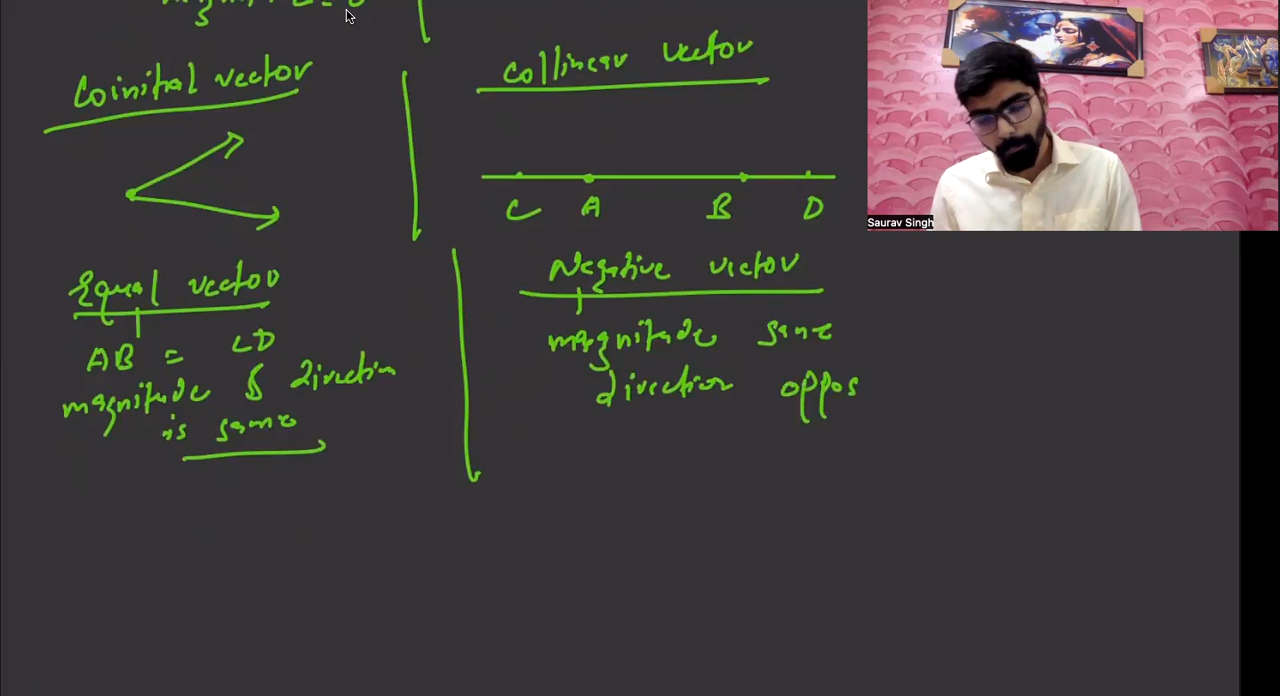 Coinitial vector
Collinear vector
C A B D
Equal vector
AB = CD
magnitude & direction
is same
Negative vector
magnitude same
direction oppos
Saurav Singh